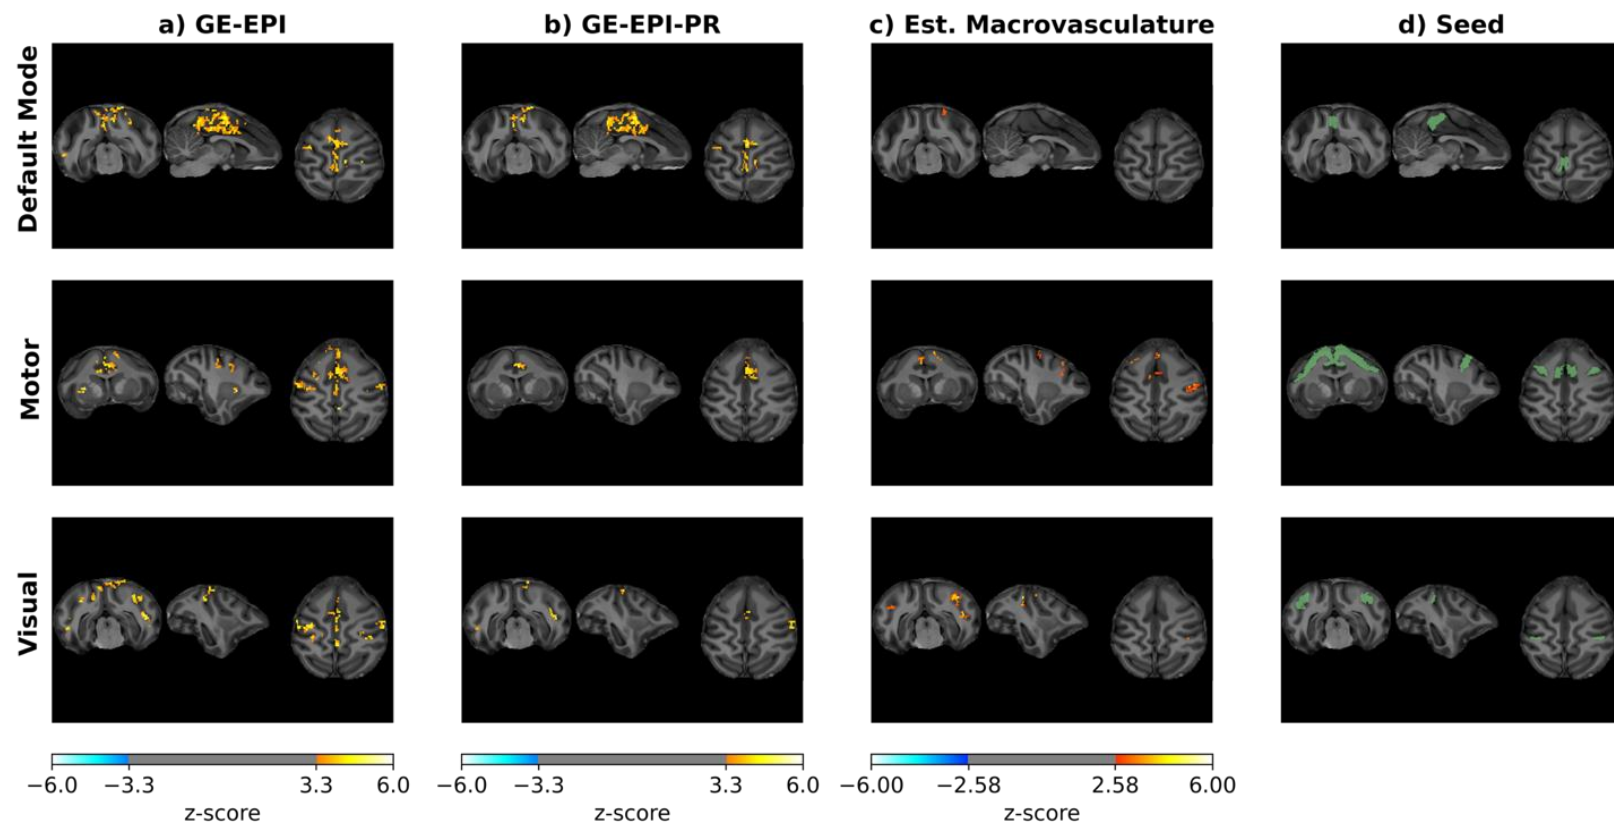 a) GE-EPI
b) GE-EPI-PR
c) Est. Macrovasculature
d) Seed
Default Mode
Motor
Visual
−6.0 −3.3 3.3 6.0
z-score
−6.0 −3.3 3.3 6.0
z-score
−6.00 −2.58 2.58 6.00
z-score